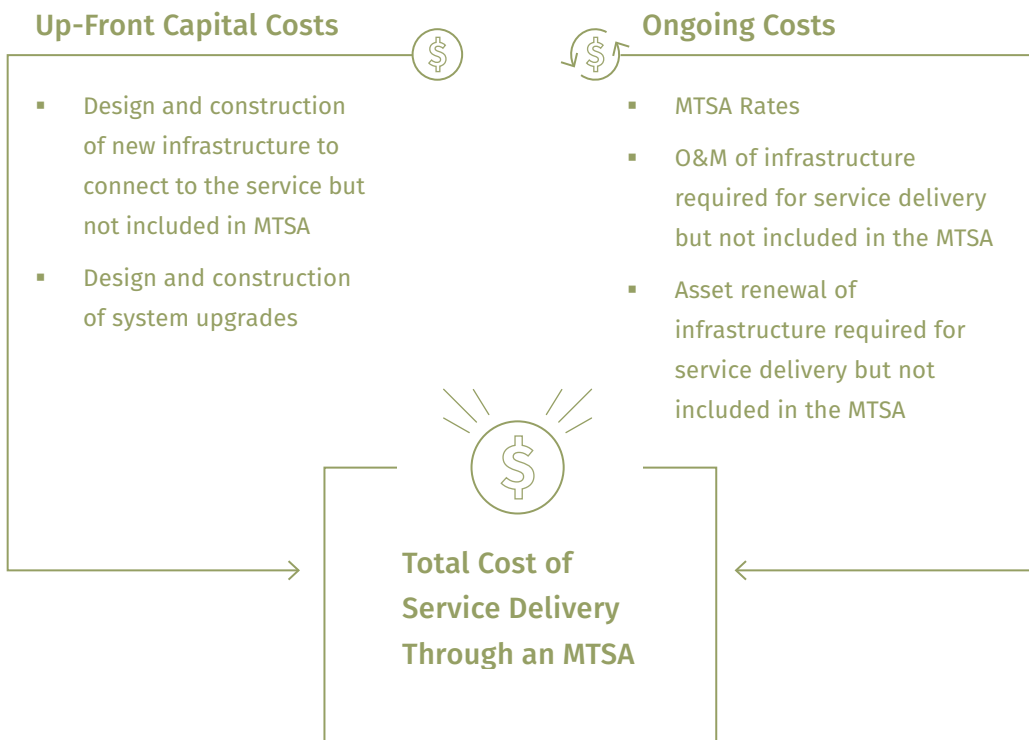 Up-Front Capital Costs
$
▪ Design and construction
of new infrastructure to
connect to the service but
not included in MTSA
▪ Design and construction
of system upgrades
$
Ongoing Costs
▪ MTSA Rates
▪ O&M of infrastructure
required for service delivery
but not included in the MTSA
▪ Asset renewal of
infrastructure required for
service delivery but not
included in the MTSA
$
Total Cost of
Service Delivery
Through an MTSA